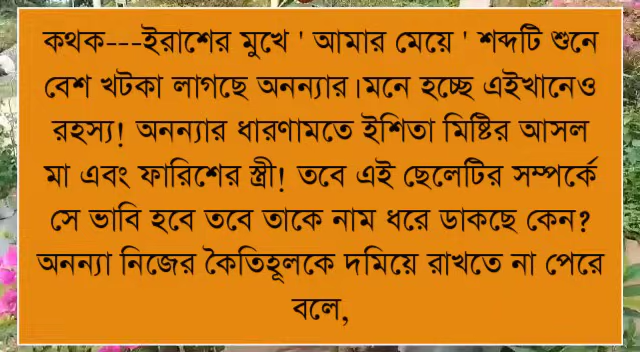 কথক---ইরাশের মুখে ' আমার মেয়ে ' শব্দটি শুনে
বেশ খটকা লাগছে অনন্যার।মনে হচ্ছে এইখানেও
রহস্য! অনন্যার ধারণামতে ইশিতা মিষ্টির আসল
মা এবং ফারিশের স্ত্রী! তবে এই ছেলেটির সম্পর্কে
সে ভাবি হবে তবে তাকে নাম ধরে ডাকছে কেন?
অনন্যা নিজের কৈতিহূলকে দমিয়ে রাখতে না পেরে
বলে,